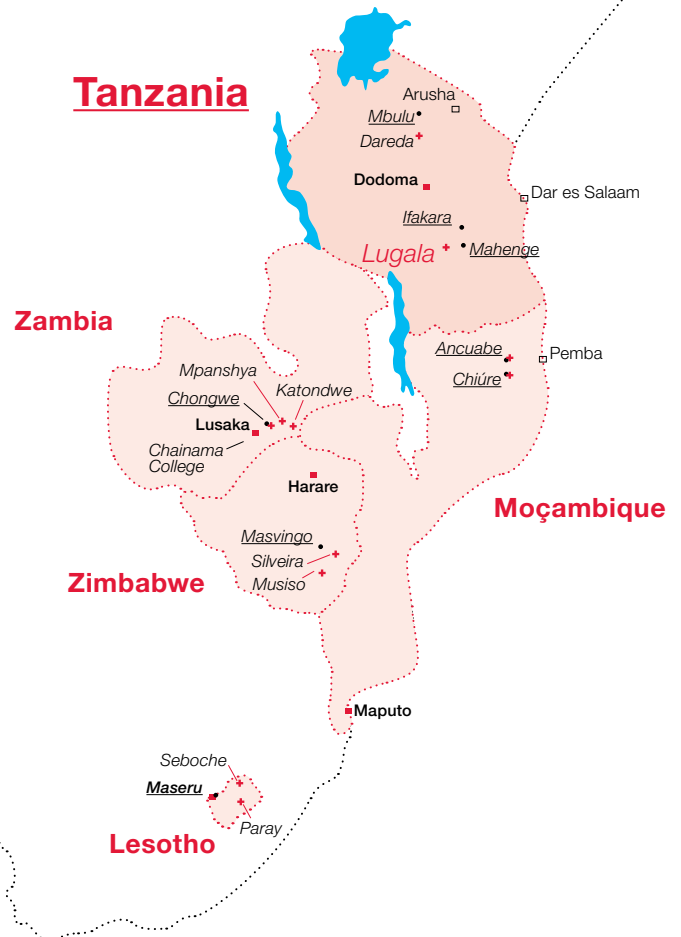 Tanzania
Arusha
Mbulu
Dareda
Dodoma
Dar es Salaam
Ifakara
Lugala
Mahenge
Zambia
Ancuabe
Pemba
Mpanshya
Chiúre
Katondwe
Chongwe
Lusaka
Chainama
College
Harare
Moçambique
Masvingo
Silveira
Zimbabwe
Musiso
Maputo
Seboche
Maseru
Paray
Lesotho